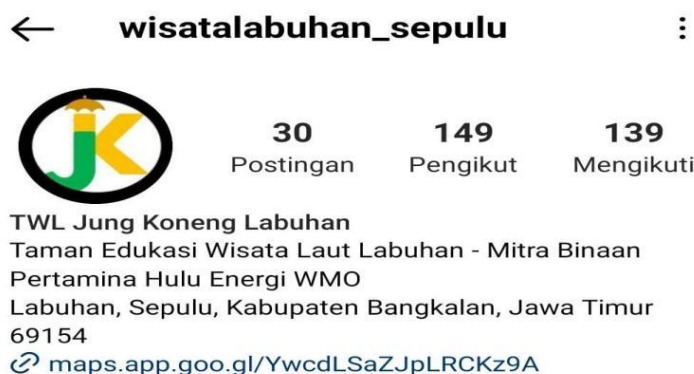 wisatalabuhan_sepulu
JK
30 149 139
Postingan Pengikut Mengikuti
TWL Jung Koneng Labuhan
Taman Edukasi Wisata Laut Labuhan - Mitra Binaan
Pertamina Hulu Energi WMO
Labuhan, Sepulu, Kabupaten Bangkalan, Jawa Timur
69154
maps.app.goo.gl/YwcdLSaZJpLRCKz9A